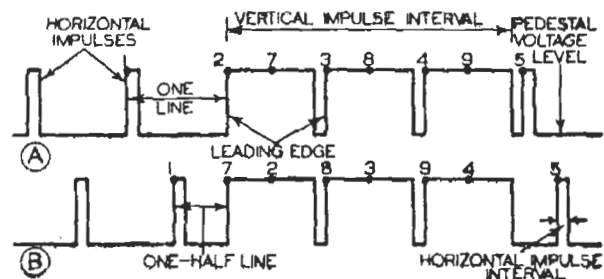 HORIZONTAL
IMPULSES
VERTICAL IMPULSE INTERVAL
PEDESTAL
VOLTAGE
LEVEL
2 7 3 8 4 9 5
ONE
LINE
A
LEADING EDGE
1 7 2 8 3 9 4 5
B
ONE-HALF LINE
HORIZONTAL IMPULSE
INTERVAL